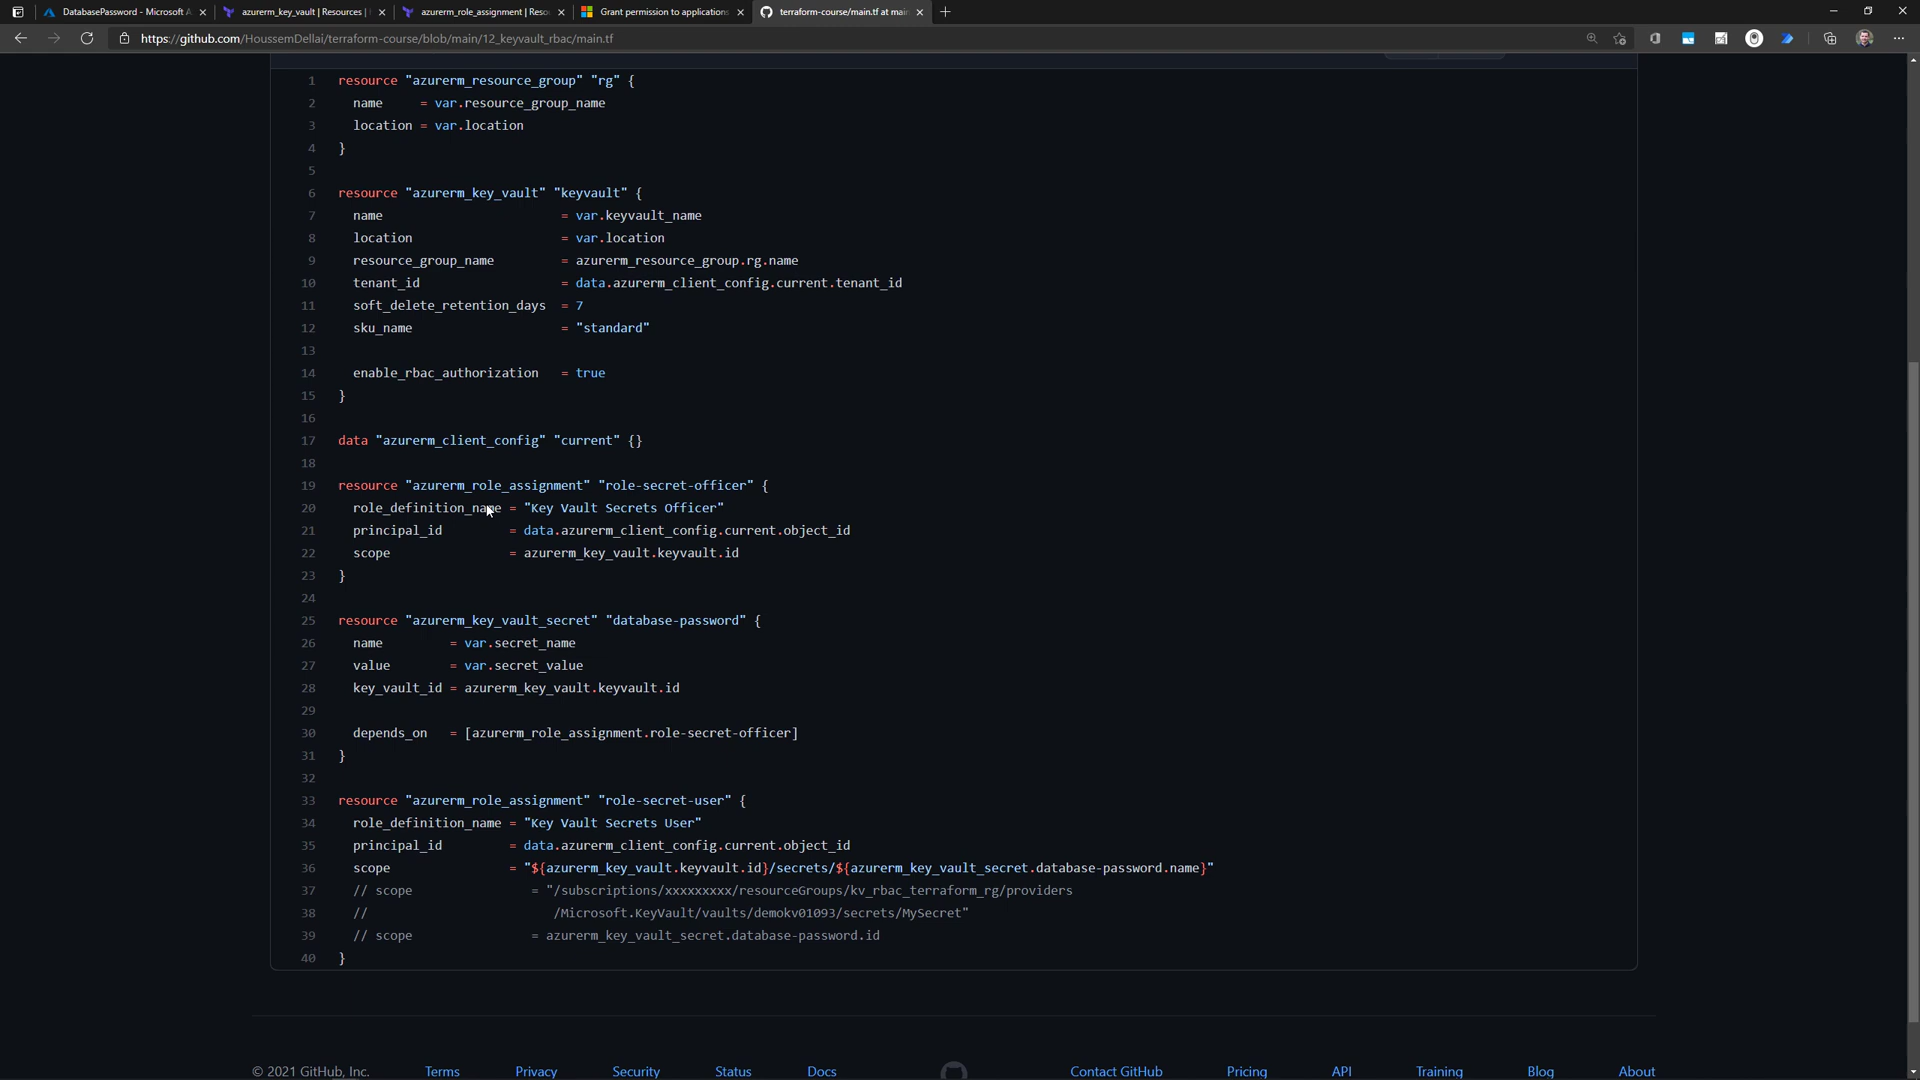 DatabasePassword - Microsoft A
azurerm_key_vault | Resources |
azurerm_role_assignment | Reso
Grant permission to applications
terraform-course/main.tf at mai
https://github.com/HoussemDellai/terraform-course/blob/main/12_keyvault_rbac/main.tf
1 resource "azurerm_resource_group" "rg" {
2 name = var.resource_group_name
3 location = var.location
4 }
5
6 resource "azurerm_key_vault" "keyvault" {
7 name = var.keyvault_name
8 location = var.location
9 resource_group_name = azurerm_resource_group.rg.name
10 tenant_id = data.azurerm_client_config.current.tenant_id
11 soft_delete_retention_days = 7
12 sku_name = "standard"
13
14 enable_rbac_authorization = true
15 }
16
17 data "azurerm_client_config" "current" {}
18
19 resource "azurerm_role_assignment" "role-secret-officer" {
20 role_definition_name = "Key Vault Secrets Officer"
21 principal_id = data.azurerm_client_config.current.object_id
22 scope = azurerm_key_vault.keyvault.id
23 }
24
25 resource "azurerm_key_vault_secret" "database-password" {
26 name = var.secret_name
27 value = var.secret_value
28 key_vault_id = azurerm_key_vault.keyvault.id
29
30 depends_on = [azurerm_role_assignment.role-secret-officer]
31 }
32
33 resource "azurerm_role_assignment" "role-secret-user" {
34 role_definition_name = "Key Vault Secrets User"
35 principal_id = data.azurerm_client_config.current.object_id
36 scope = "${azurerm_key_vault.keyvault.id}/secrets/${azurerm_key_vault_secret.database-password.name}"
37 // scope = "/subscriptions/xxxxxxxxx/resourceGroups/kv_rbac_terraform_rg/providers
38 // /Microsoft.KeyVault/vaults/demokv01093/secrets/MySecret"
39 // scope = azurerm_key_vault_secret.database-password.id
40 }
© 2021 GitHub, Inc. Terms Privacy Security Status Docs Contact GitHub Pricing API Training Blog About